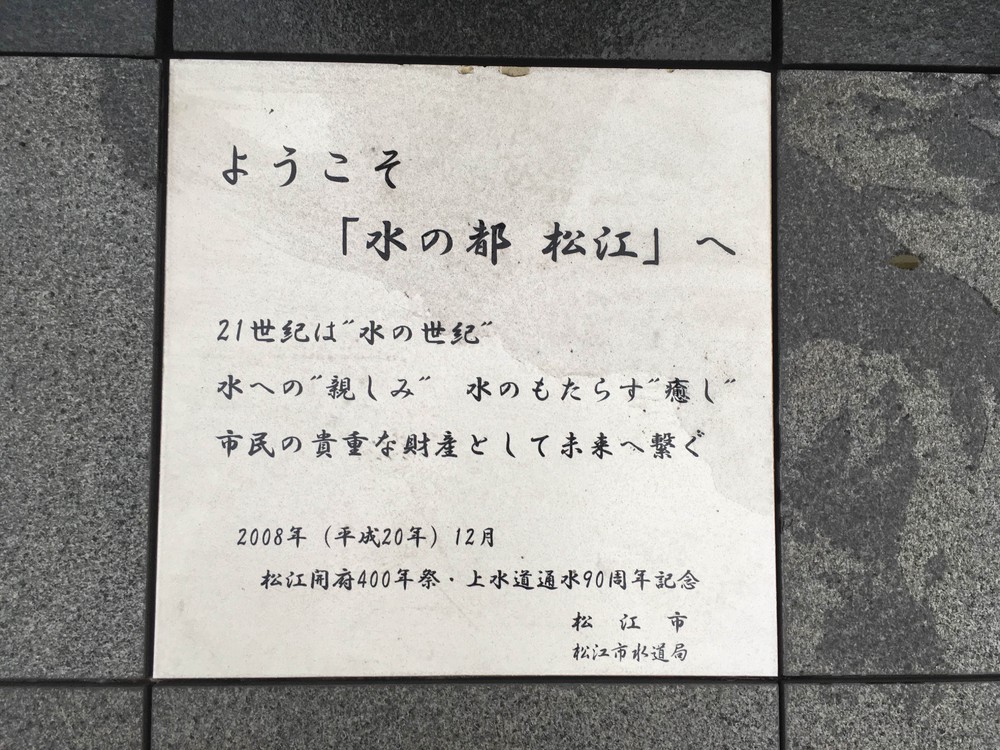 ようこそ
「水の都 松江」へ
21世紀は"水の世紀"
水への"親しみ" 水のもたらす"癒し"
市民の貴重な財産として未来へ繋ぐ
2008年（平成20年）12月
松江開府400年祭・上水道通水90周年記念
松 江 市
松江市水道局